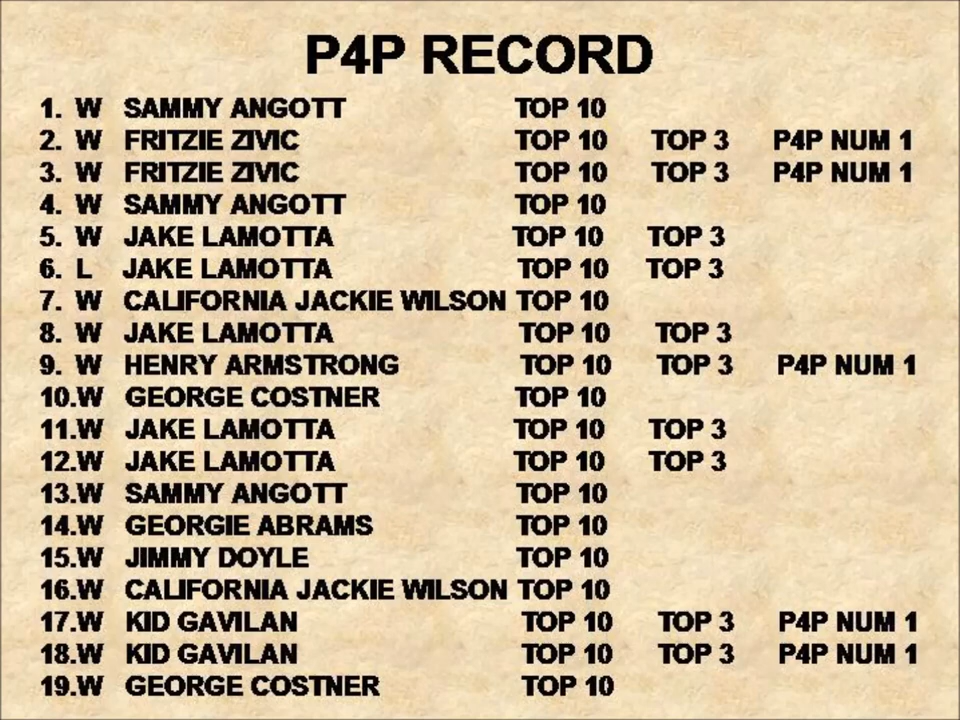 P4P RECORD
1. W SAMMY ANGOTT TOP 10
2. W FRITZIE ZIVIC TOP 10 TOP 3 P4P NUM 1
3. W FRITZIE ZIVIC TOP 10 TOP 3 P4P NUM 1
4. W SAMMY ANGOTT TOP 10
5. W JAKE LAMOTTA TOP 10 TOP 3
6. L JAKE LAMOTTA TOP 10 TOP 3
7. W CALIFORNIA JACKIE WILSON TOP 10
8. W JAKE LAMOTTA TOP 10 TOP 3
9. W HENRY ARMSTRONG TOP 10 TOP 3 P4P NUM 1
10.W GEORGE COSTNER TOP 10
11.W JAKE LAMOTTA TOP 10 TOP 3
12.W JAKE LAMOTTA TOP 10 TOP 3
13.W SAMMY ANGOTT TOP 10
14.W GEORGIE ABRAMS TOP 10
15.W JIMMY DOYLE TOP 10
16.W CALIFORNIA JACKIE WILSON TOP 10
17.W KID GAVILAN TOP 10 TOP 3 P4P NUM 1
18.W KID GAVILAN TOP 10 TOP 3 P4P NUM 1
19.W GEORGE COSTNER TOP 10